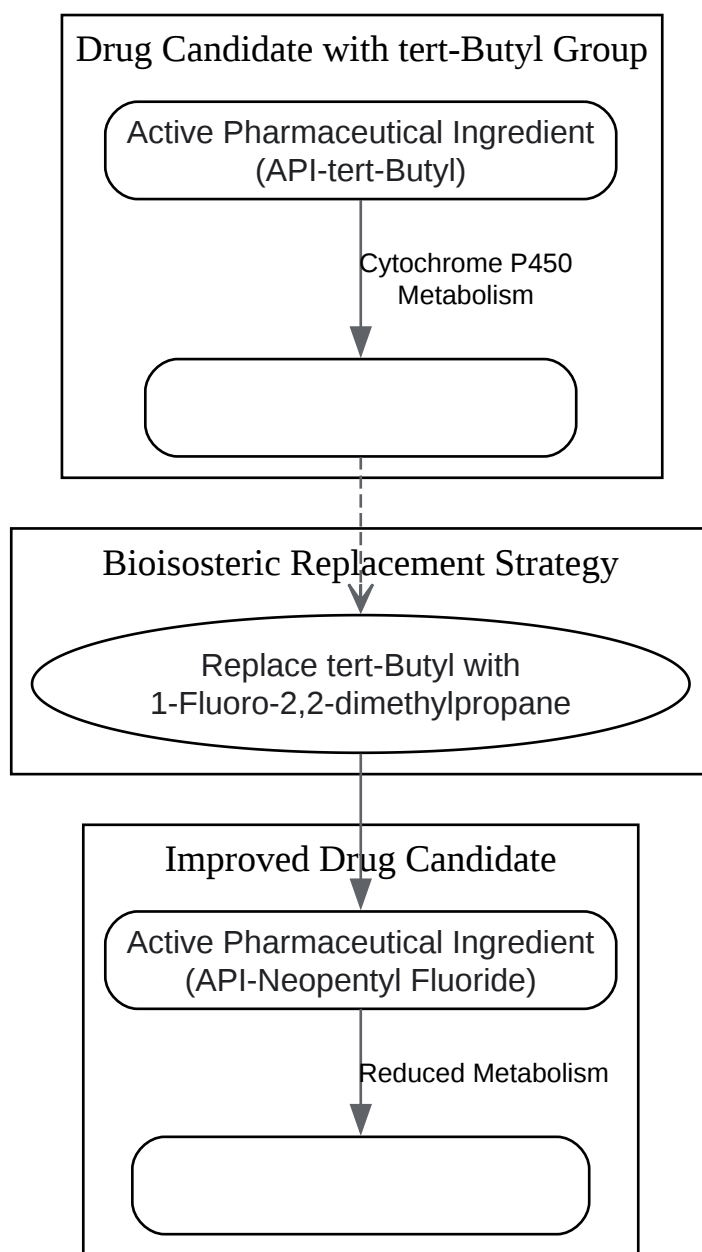 Drug Candidate with tert-Butyl Group
Active Pharmaceutical Ingredient
(API-tert-Butyl)
Cytochrome P450
Metabolism
Bioisosteric Replacement Strategy
Replace tert-Butyl with
1-Fluoro-2,2-dimethylpropane
Improved Drug Candidate
Active Pharmaceutical Ingredient
(API-Neopentyl Fluoride)
Reduced Metabolism